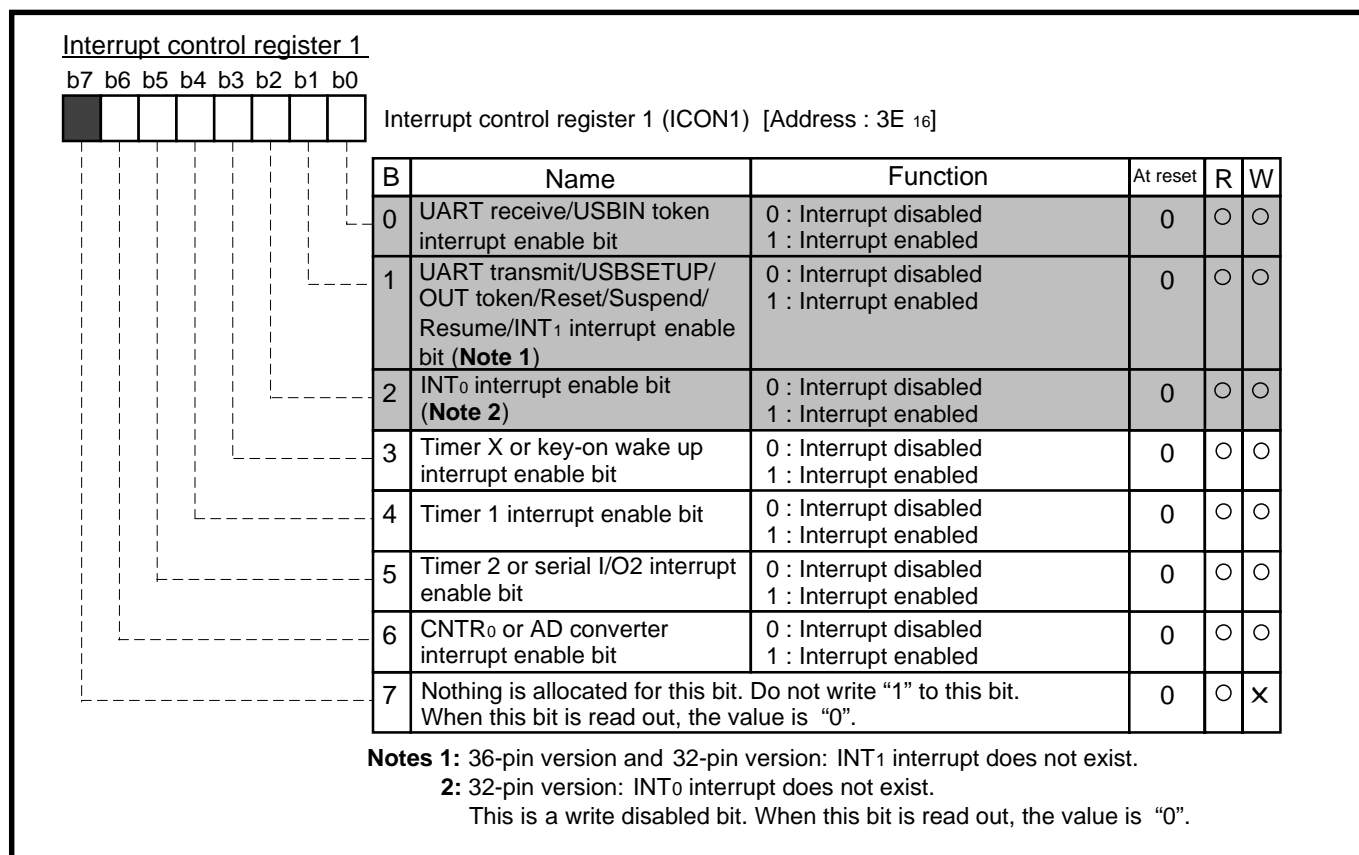 Interrupt control register 1
b7 b6 b5 b4 b3 b2 b1 b0
Interrupt control register 1 (ICON1) [Address : 3E 16]
B Name Function At reset R W
0 UART receive/USBIN token 0 : Interrupt disabled 0 ○ ○
interrupt enable bit 1 : Interrupt enabled
1 UART transmit/USBSETUP/ 0 : Interrupt disabled 0 ○ ○
OUT token/Reset/Suspend/ 1 : Interrupt enabled
Resume/INT1 interrupt enable
bit (Note 1)
2 INT0 interrupt enable bit 0 : Interrupt disabled 0 ○ ○
(Note 2) 1 : Interrupt enabled
3 Timer X or key-on wake up 0 : Interrupt disabled 0 ○ ○
interrupt enable bit 1 : Interrupt enabled
4 Timer 1 interrupt enable bit 0 : Interrupt disabled 0 ○ ○
1 : Interrupt enabled
5 Timer 2 or serial I/O2 interrupt 0 : Interrupt disabled 0 ○ ○
enable bit 1 : Interrupt enabled
6 CNTR0 or AD converter 0 : Interrupt disabled 0 ○ ○
interrupt enable bit 1 : Interrupt enabled
7 Nothing is allocated for this bit. Do not write “1” to this bit. 0 ○ ×
When this bit is read out, the value is “0”.
Notes 1: 36-pin version and 32-pin version: INT1 interrupt does not exist.
2: 32-pin version: INT0 interrupt does not exist.
This is a write disabled bit. When this bit is read out, the value is “0”.